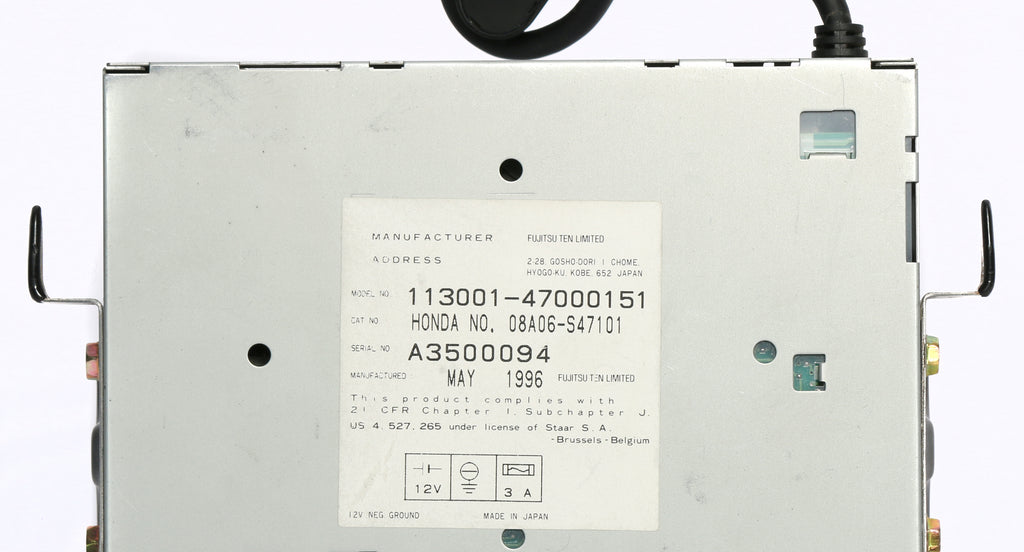 MANUFACTURER FUJITSU TEN LIMITED
ADDRESS 2-28, GOSHO-DORI 1 CHOME,
HYOGO-KU, KOBE, 652 JAPAN
MODEL NO. 113001-47000151
CAT NO HONDA NO. 08A06-S47101
SERIAL NO A3500094
MANUFACTURED MAY 1996 FUJITSU TEN LIMITED
This product complies with
21 CFR Chapter I, Subchapter J.
US 4, 527, 265 under license of Staar S. A.
-Brussels-Belgium
12V 3 A
12V NEG. GROUND MADE IN JAPAN